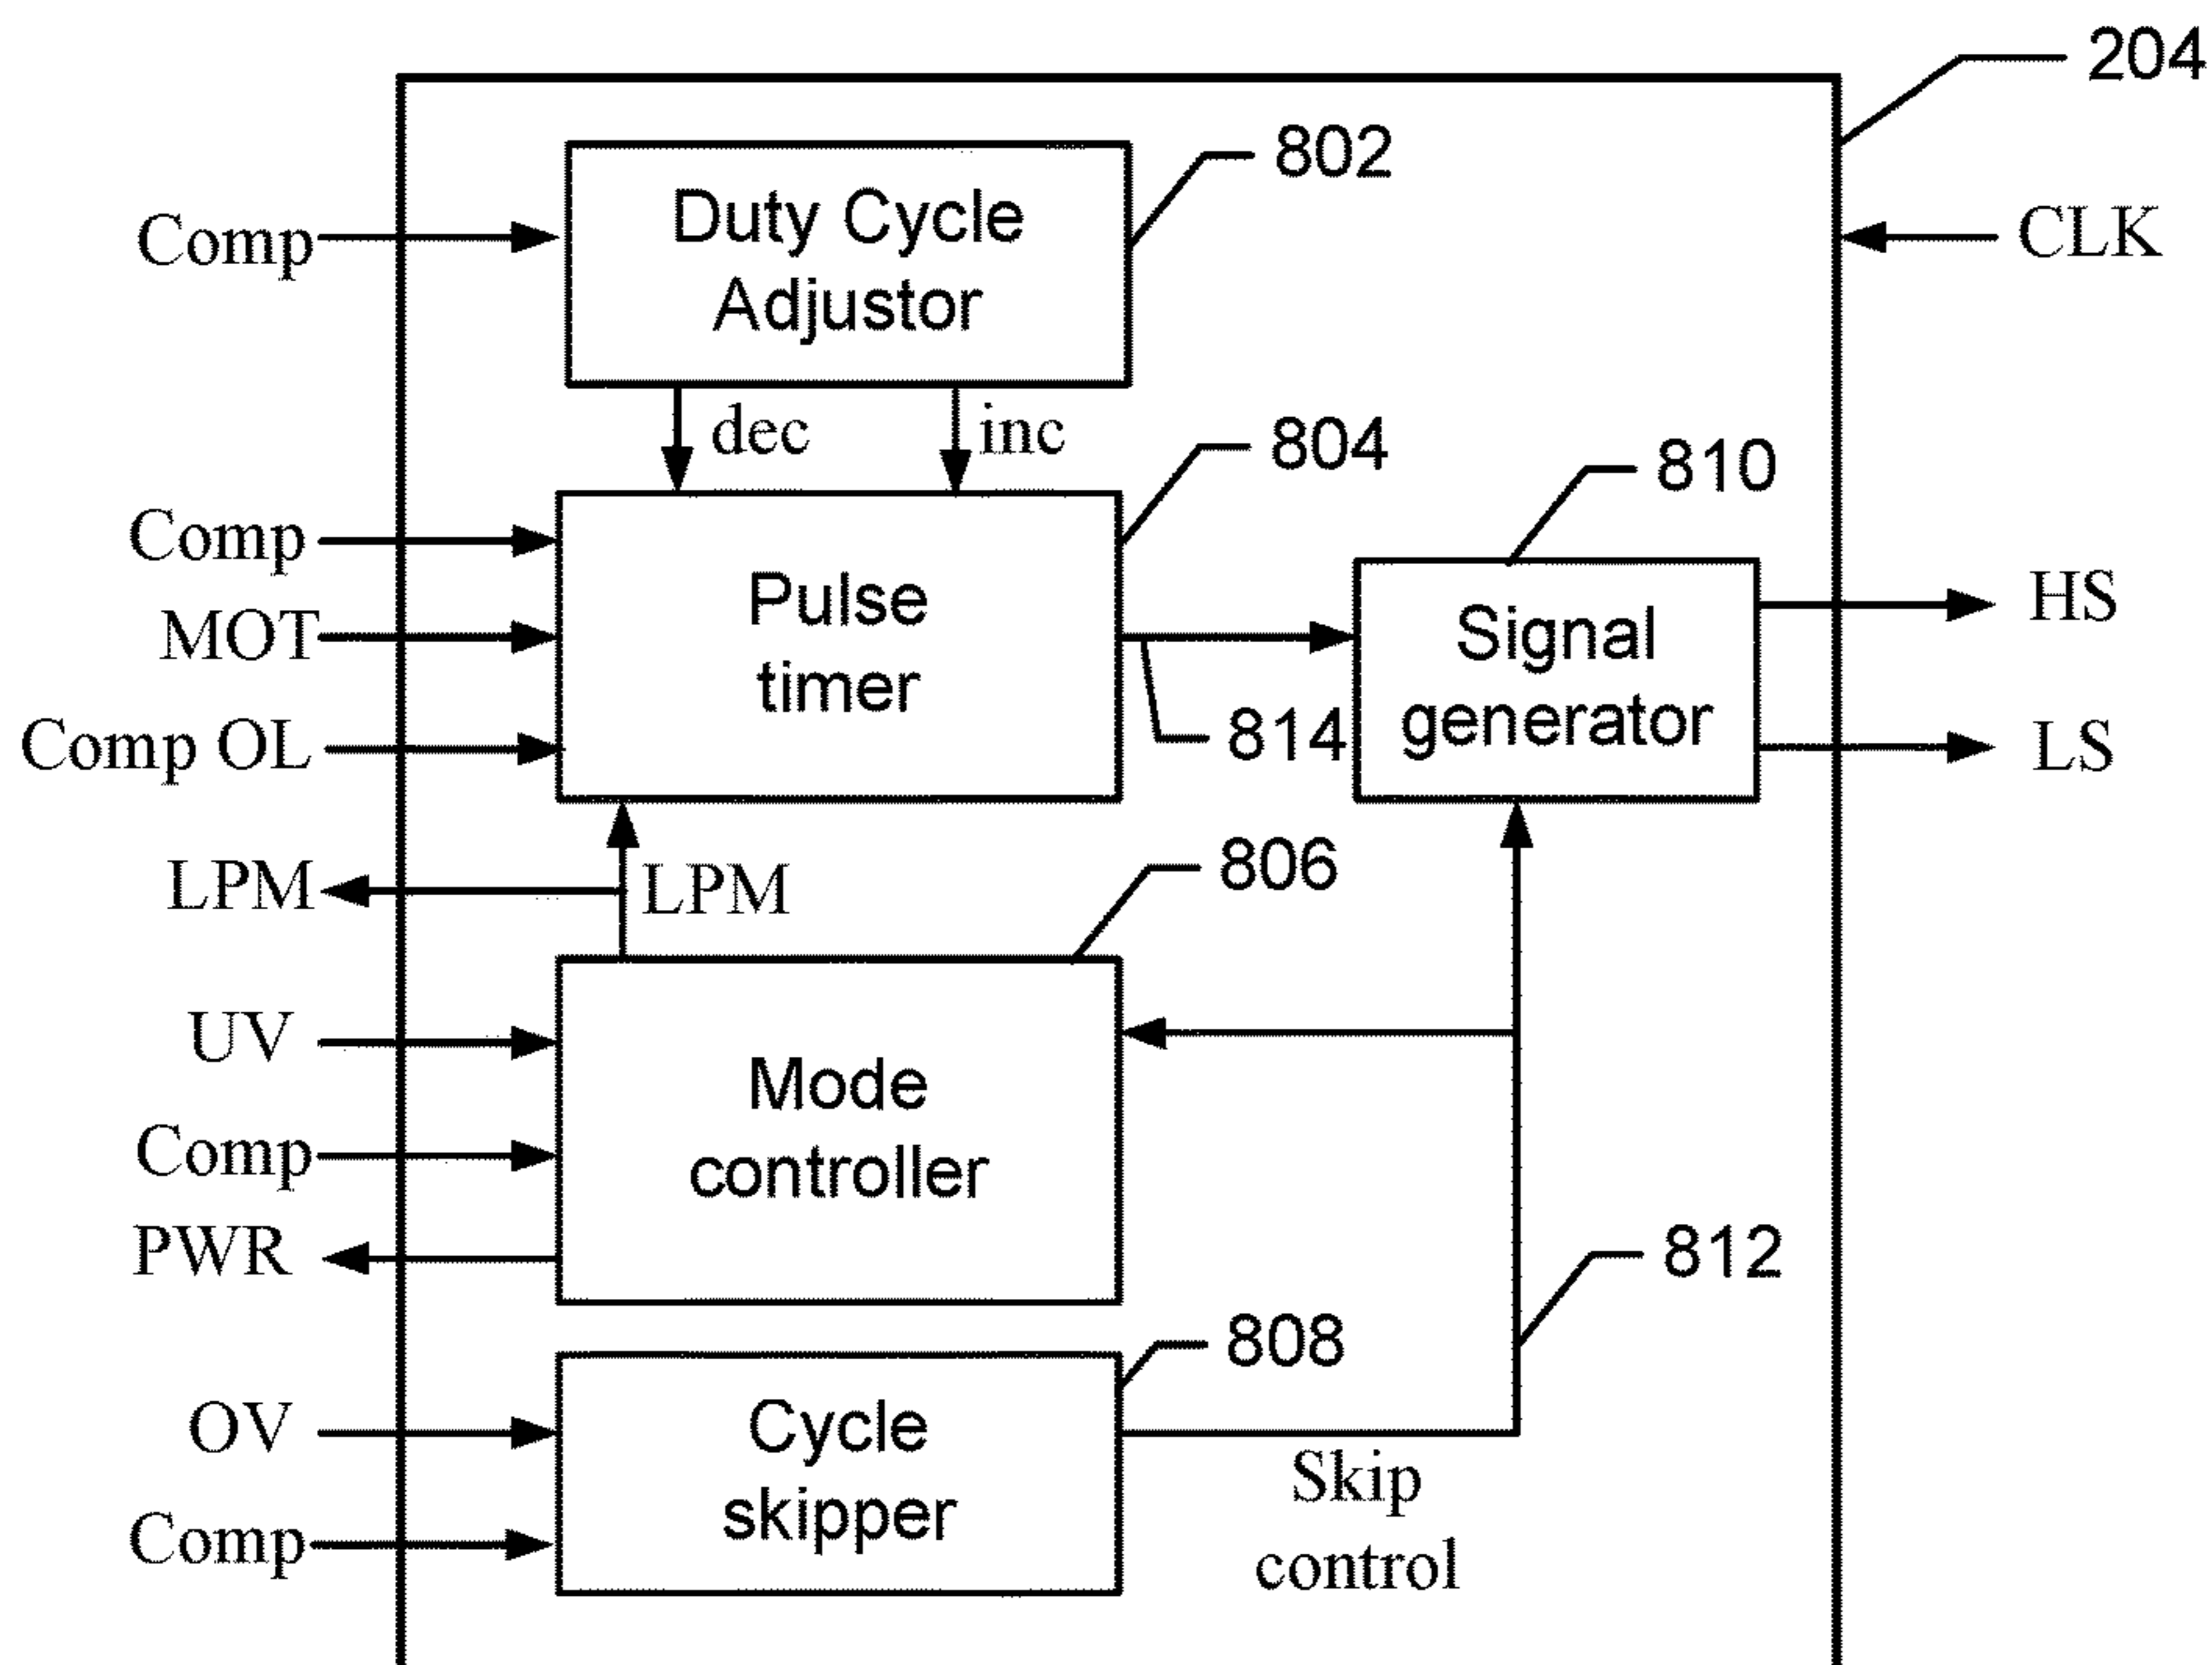 204
802
Comp
Duty Cycle
Adjustor
CLK
dec
inc
804
810
Comp
MOT
Comp OL
Pulse
timer
814
Signal
generator
HS
LS
LPM
LPM
806
UV
Comp
PWR
Mode
controller
812
808
OV
Comp
Cycle
skipper
Skip
control